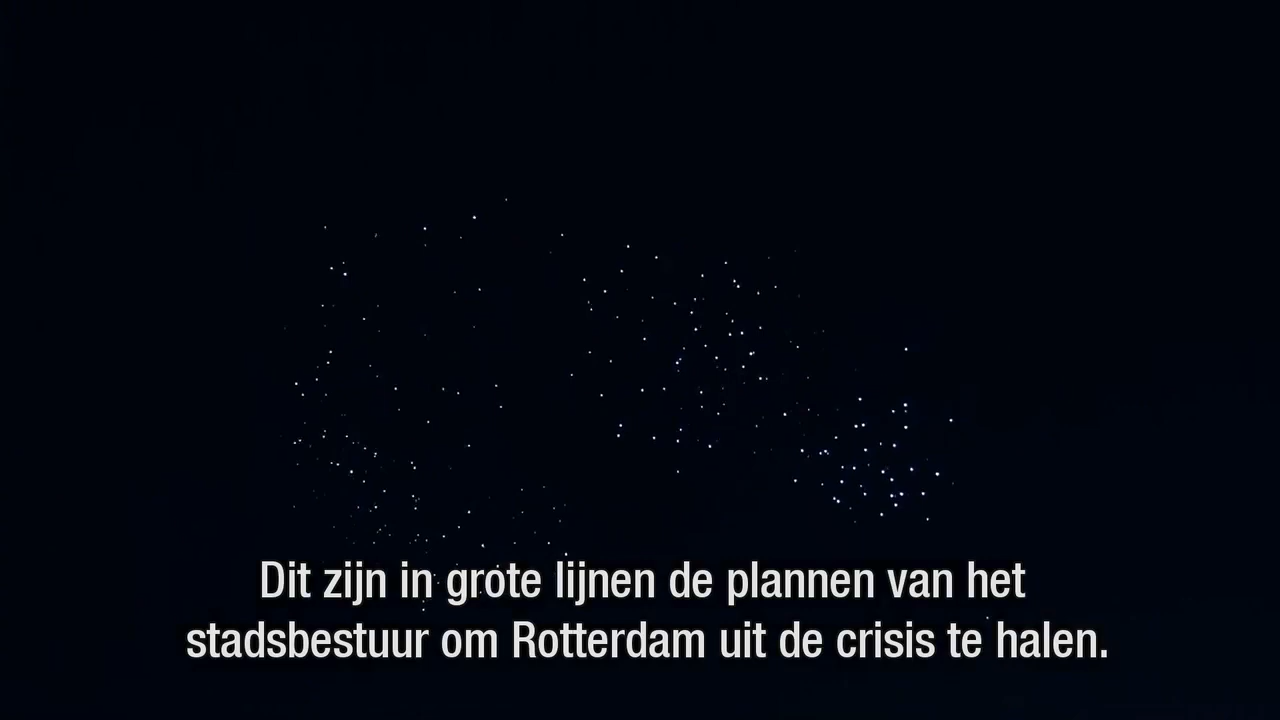 Dit zijn in grote lijnen de plannen van het
stadsbestuur om Rotterdam uit de crisis te halen.